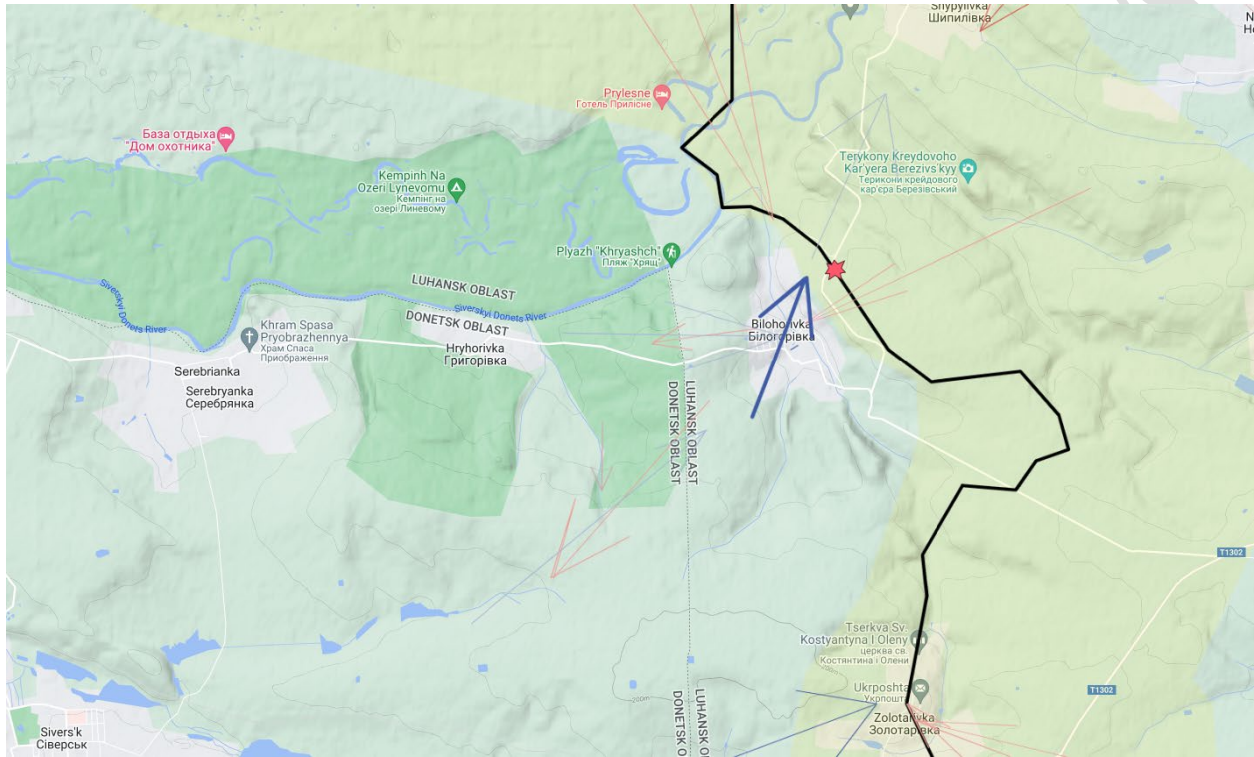 Shypylivka
Шипилівка
Prylesne
Готель Прилісне
База отдыха
"Дом охотника"
Kempinh Na
Ozeri Lynevomu
Кемпінг на
озері Линевому
Terykony Kreydovoho
Kar'yera Berezivs'kyy
Терикони крейдового
кар'єра Березівський
Plyazh "Khryashch"
Пляж "Хрящ"
LUHANSK OBLAST
Siverskyi Donets River
Siverskyi Donets River
DONETSK OBLAST
Khram Spasa
Pryobrazhennya
Храм Спаса
Приображення
Hryhorivka
Григорівка
Bilohorivka
Білогорівка
Serebrianka
Serebryanka
Серебрянка
LUHANSK OBLAST
DONETSK OBLAST
T1302
Tserkva Sv.
Kostyantyna I Oleny
церква св.
Костянтина і Олени
Ukrposhta
Укрпошта
T1302
Zolotarivka
Золотарівка
Sivers'k
Сіверськ
200m
LUHANSK O
DONETSK O